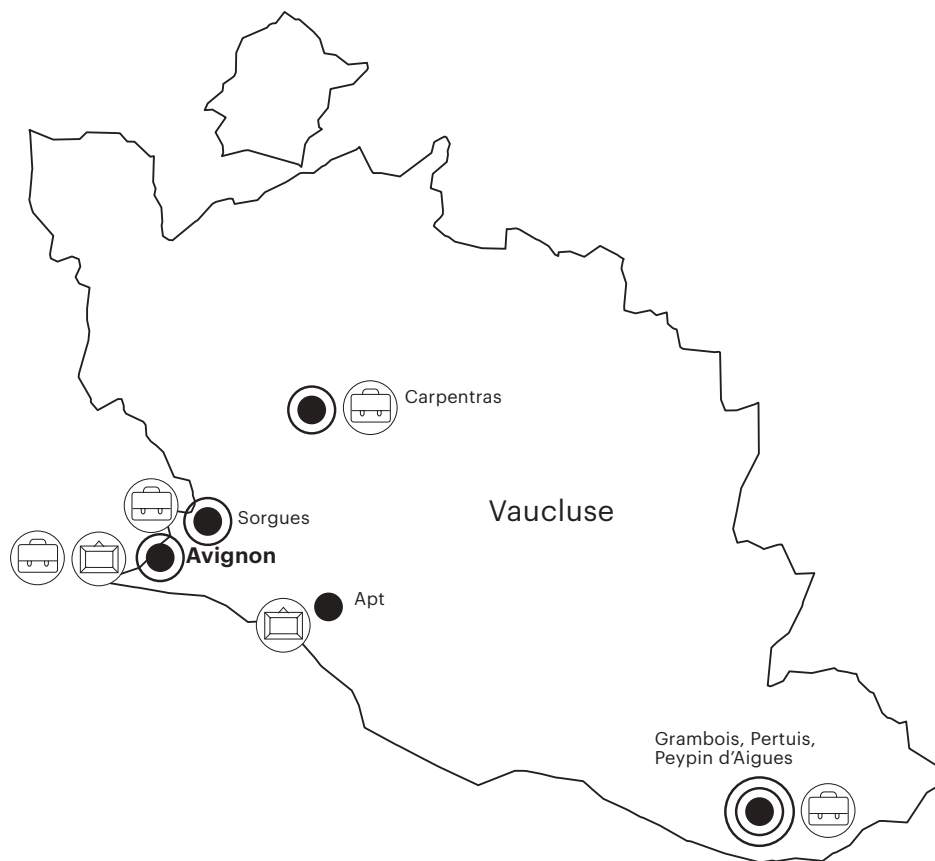 Carpentras
Vaucluse
Sorgues
Avignon
Apt
Grambois, Pertuis,
Peypin d'Aigues